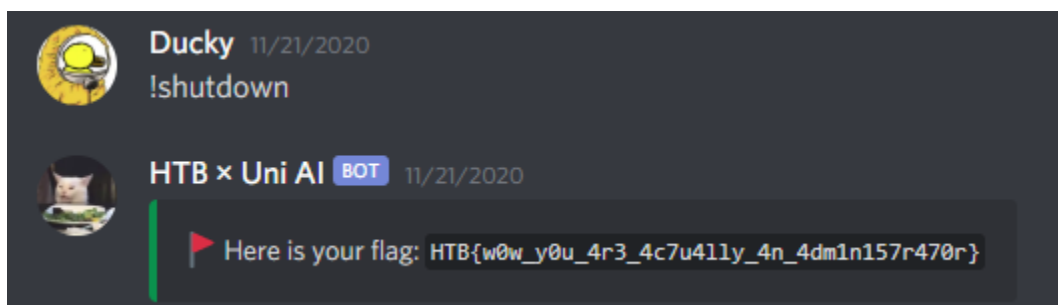 Ducky 11/21/2020
!shutdown
HTB × Uni AI BOT 11/21/2020
Here is your flag: HTB{w0w_y0u_4r3_4c7u4lly_4n_4dm1n157r470r}